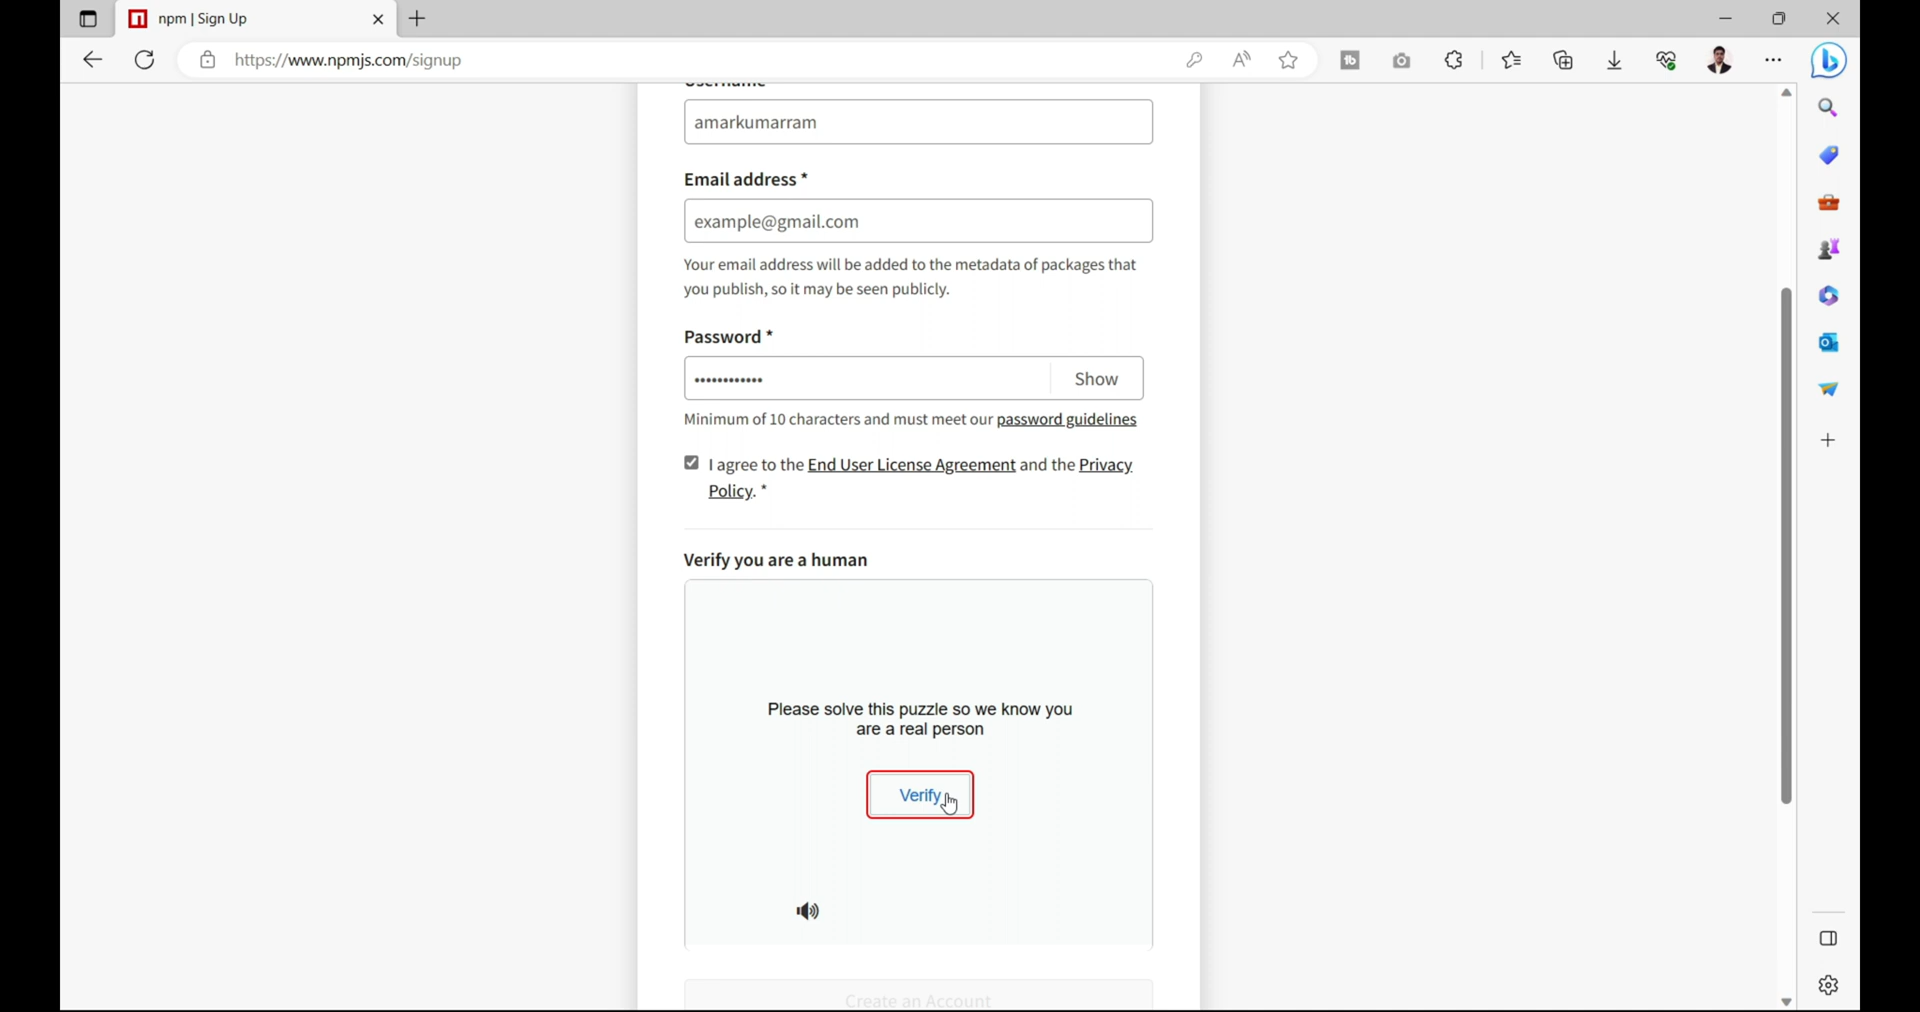 npm | Sign Up
https://www.npmjs.com/signup
Username
amarkumarram
Email address *
example@gmail.com
Your email address will be added to the metadata of packages that
you publish, so it may be seen publicly.
Password *
••••••••••••
Show
Minimum of 10 characters and must meet our password guidelines
I agree to the End User License Agreement and the Privacy
Policy. *
Verify you are a human
Please solve this puzzle so we know you
are a real person
Verify
Create an Account